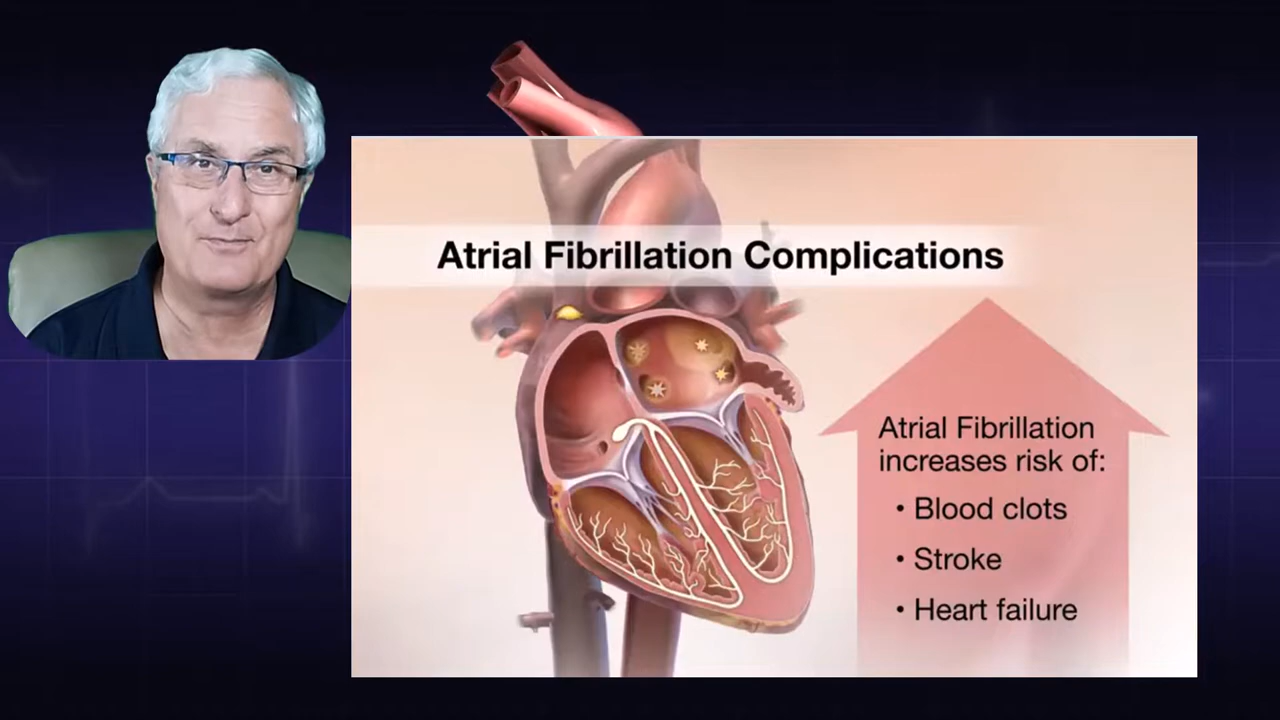 Atrial Fibrillation Complications
Atrial Fibrillation
increases risk of:
• Blood clots
• Stroke
• Heart failure